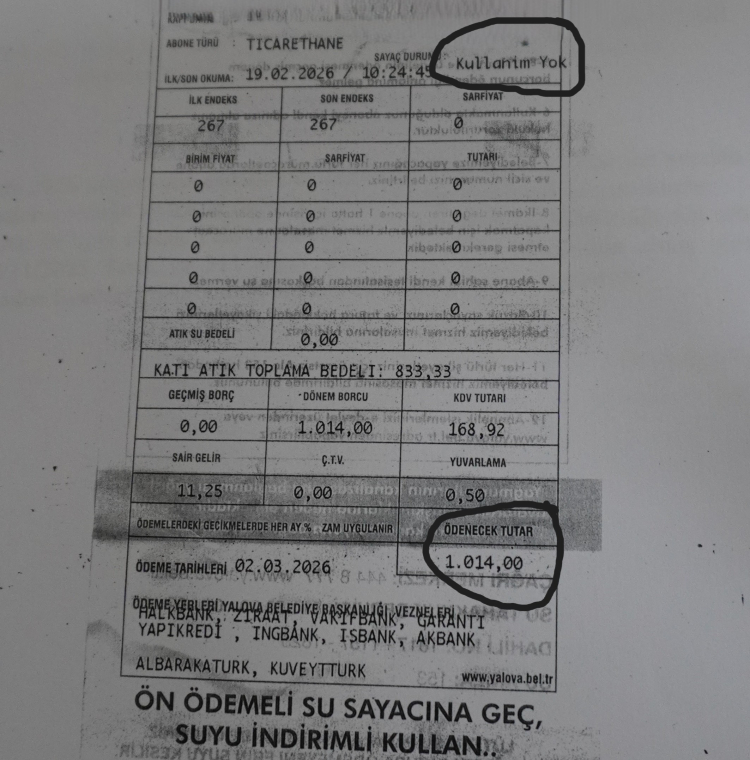 ABONE TÜRÜ : TICARETHANE
SAYAÇ DURUMU Kullanim Yok
İLK/SON OKUMA: 19.02.2026 / 10:24:45
İLK ENDEKS SON ENDEKS SARFİYAT
267 267 0
BİRİM FİYAT SARFİYAT TUTARI
0 0 0
0 0 0
0 0 0
0 0 0
0 0 0
ATIK SU BEDELİ 0,00
KATI ATIK TOPLAMA BEDELI: 833,33
GEÇMİŞ BORÇ DÖNEM BORCU KDV TUTARI
0,00 1.014,00 168,92
SAİR GELİR Ç.T.V. YUVARLAMA
11,25 0,00 0,50
ÖDEMELERDEKİ GECİKMELERDE HER AY % ZAM UYGULANIR ÖDENECEK TUTAR
ÖDEME TARİHLERİ 02.03.2026 1.014,00
ÖDEME YERLERİ YALOVA BELEDİYE BAŞKANLIĞI VEZNELERİ
HALKBANK, ZIRAAT, VAKIFBANK, GARANTI
YAPIKREDI , INGBANK, ISBANK, AKBANK
ALBARAKATURK, KUVEYTTURK
www.yalova.bel.tr
ÖN ÖDEMELİ SU SAYACINA GEÇ,
SUYU İNDİRİMLİ KULLAN..